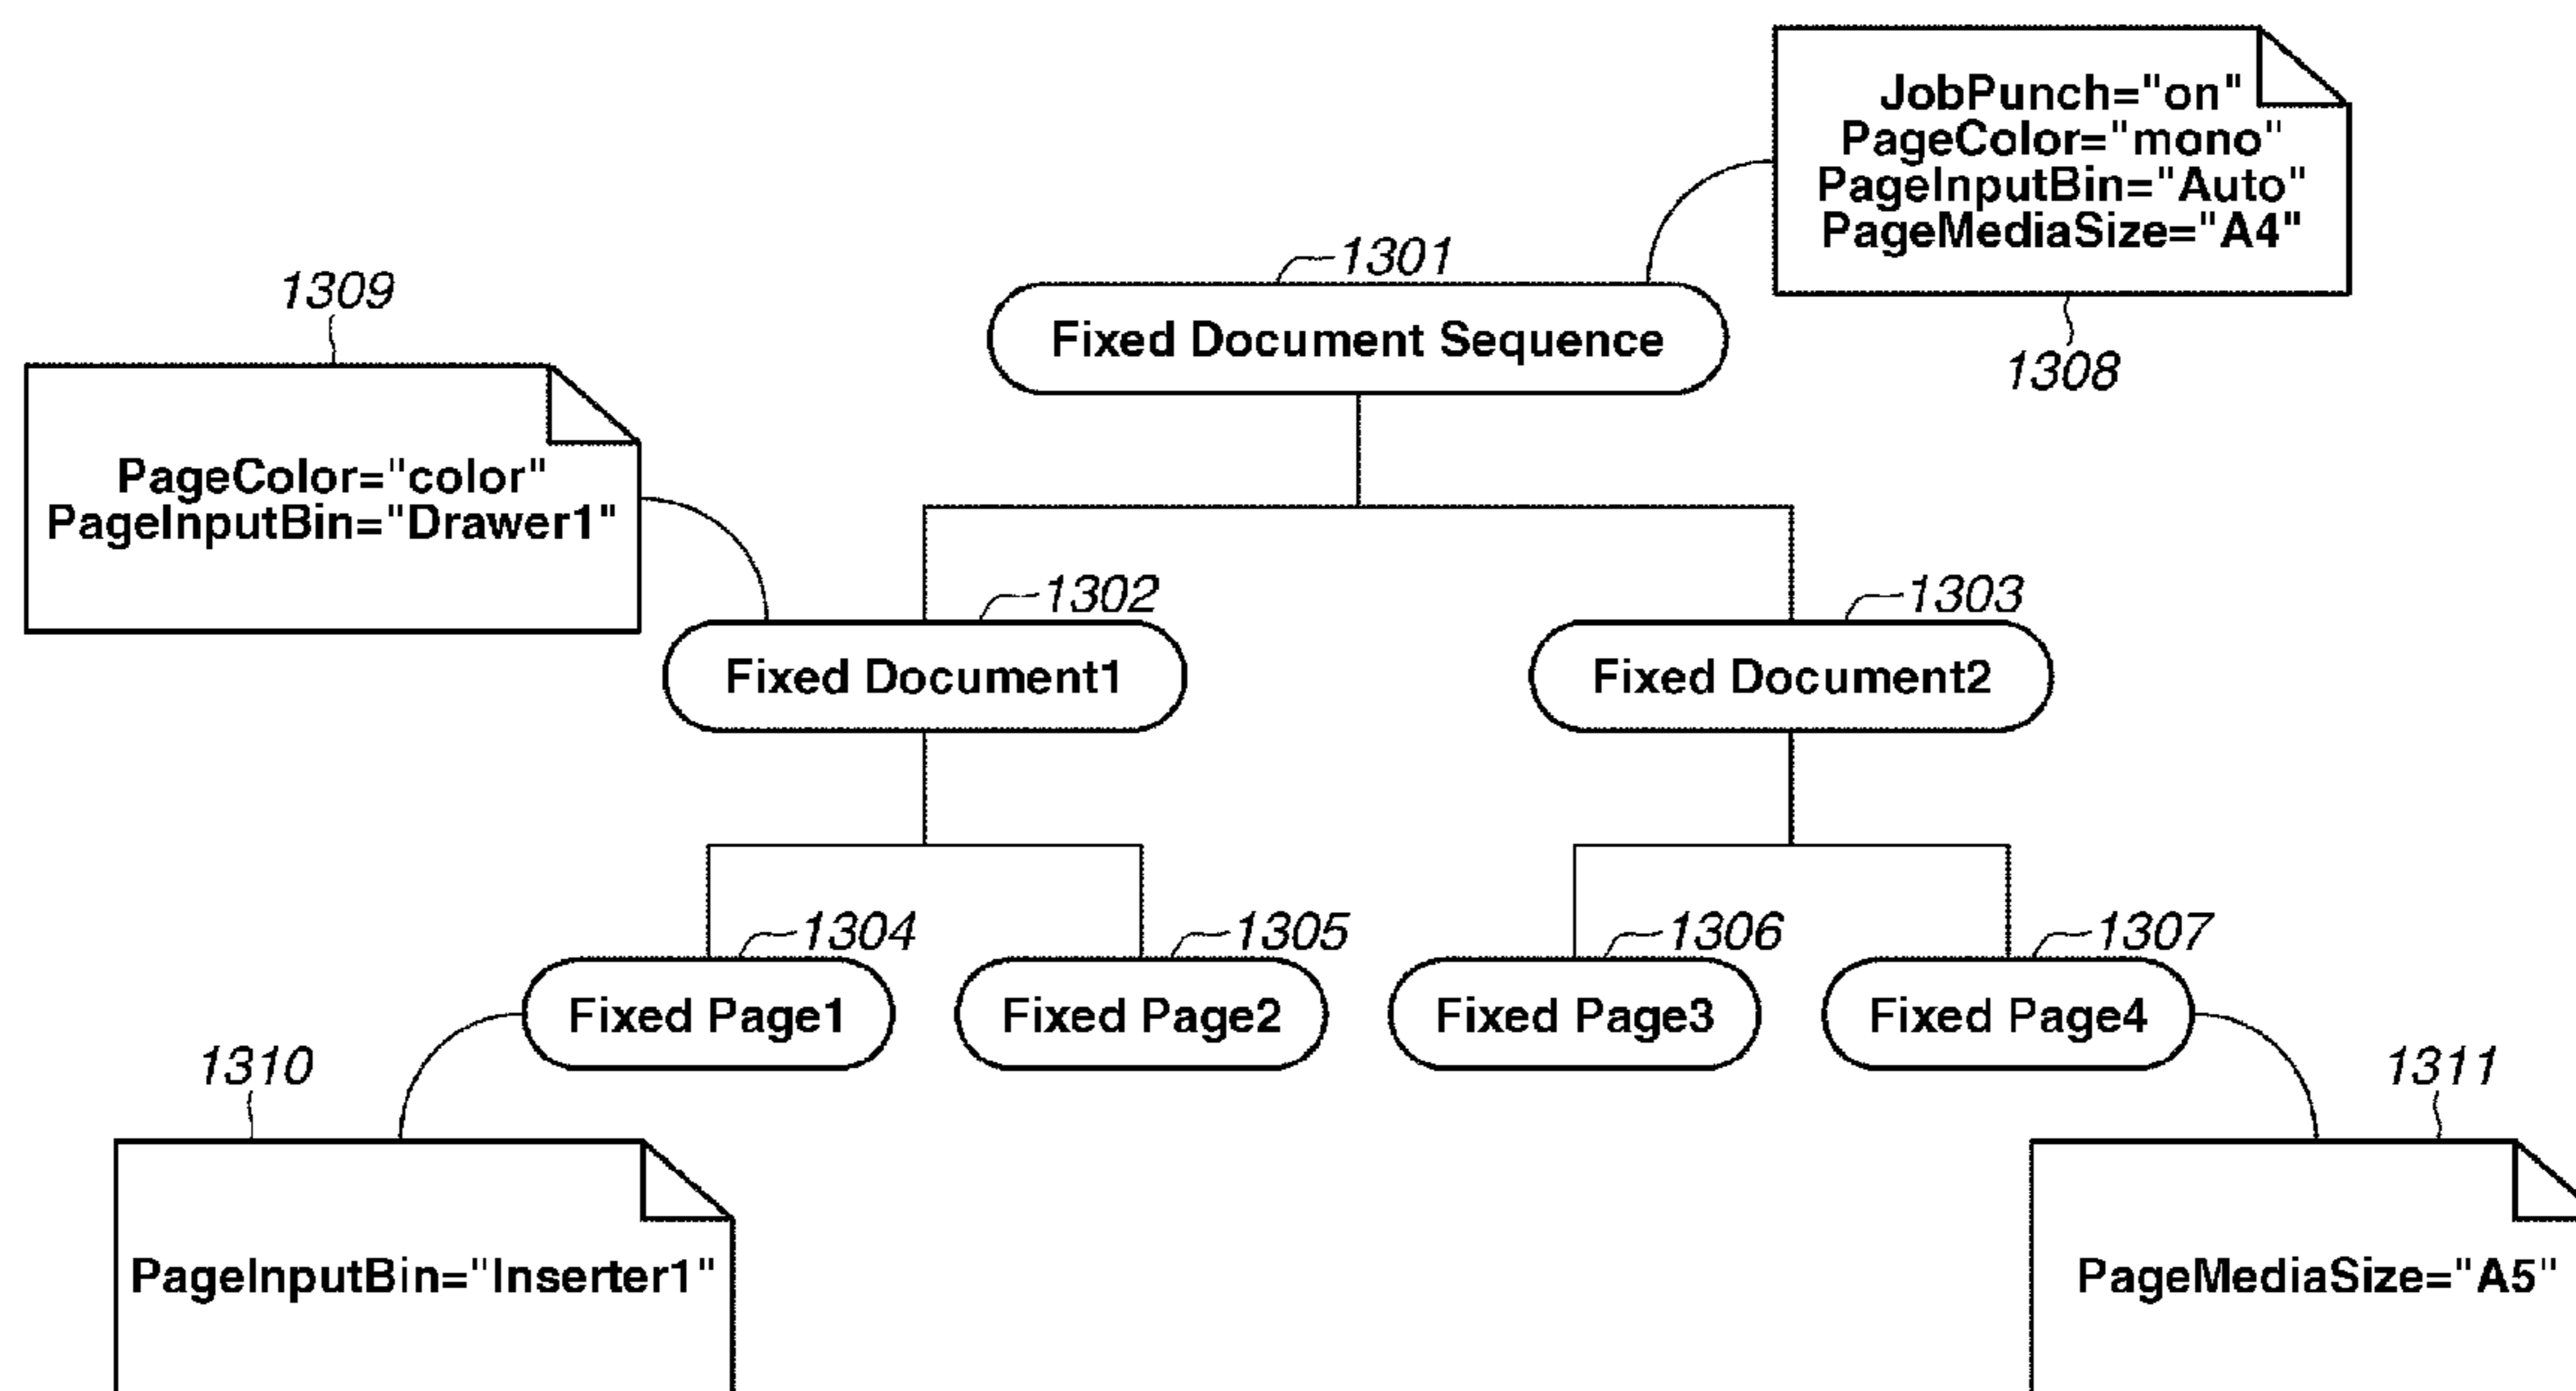 JobPunch="on"
PageColor="mono"
PageInputBin="Auto"
PageMediaSize="A4"
1308
1301
Fixed Document Sequence
1309
PageColor="color"
PageInputBin="Drawer1"
1302
Fixed Document1
1303
Fixed Document2
1304
Fixed Page1
1305
Fixed Page2
1306
Fixed Page3
1307
Fixed Page4
1310
PageInputBin="Inserter1"
1311
PageMediaSize="A5"